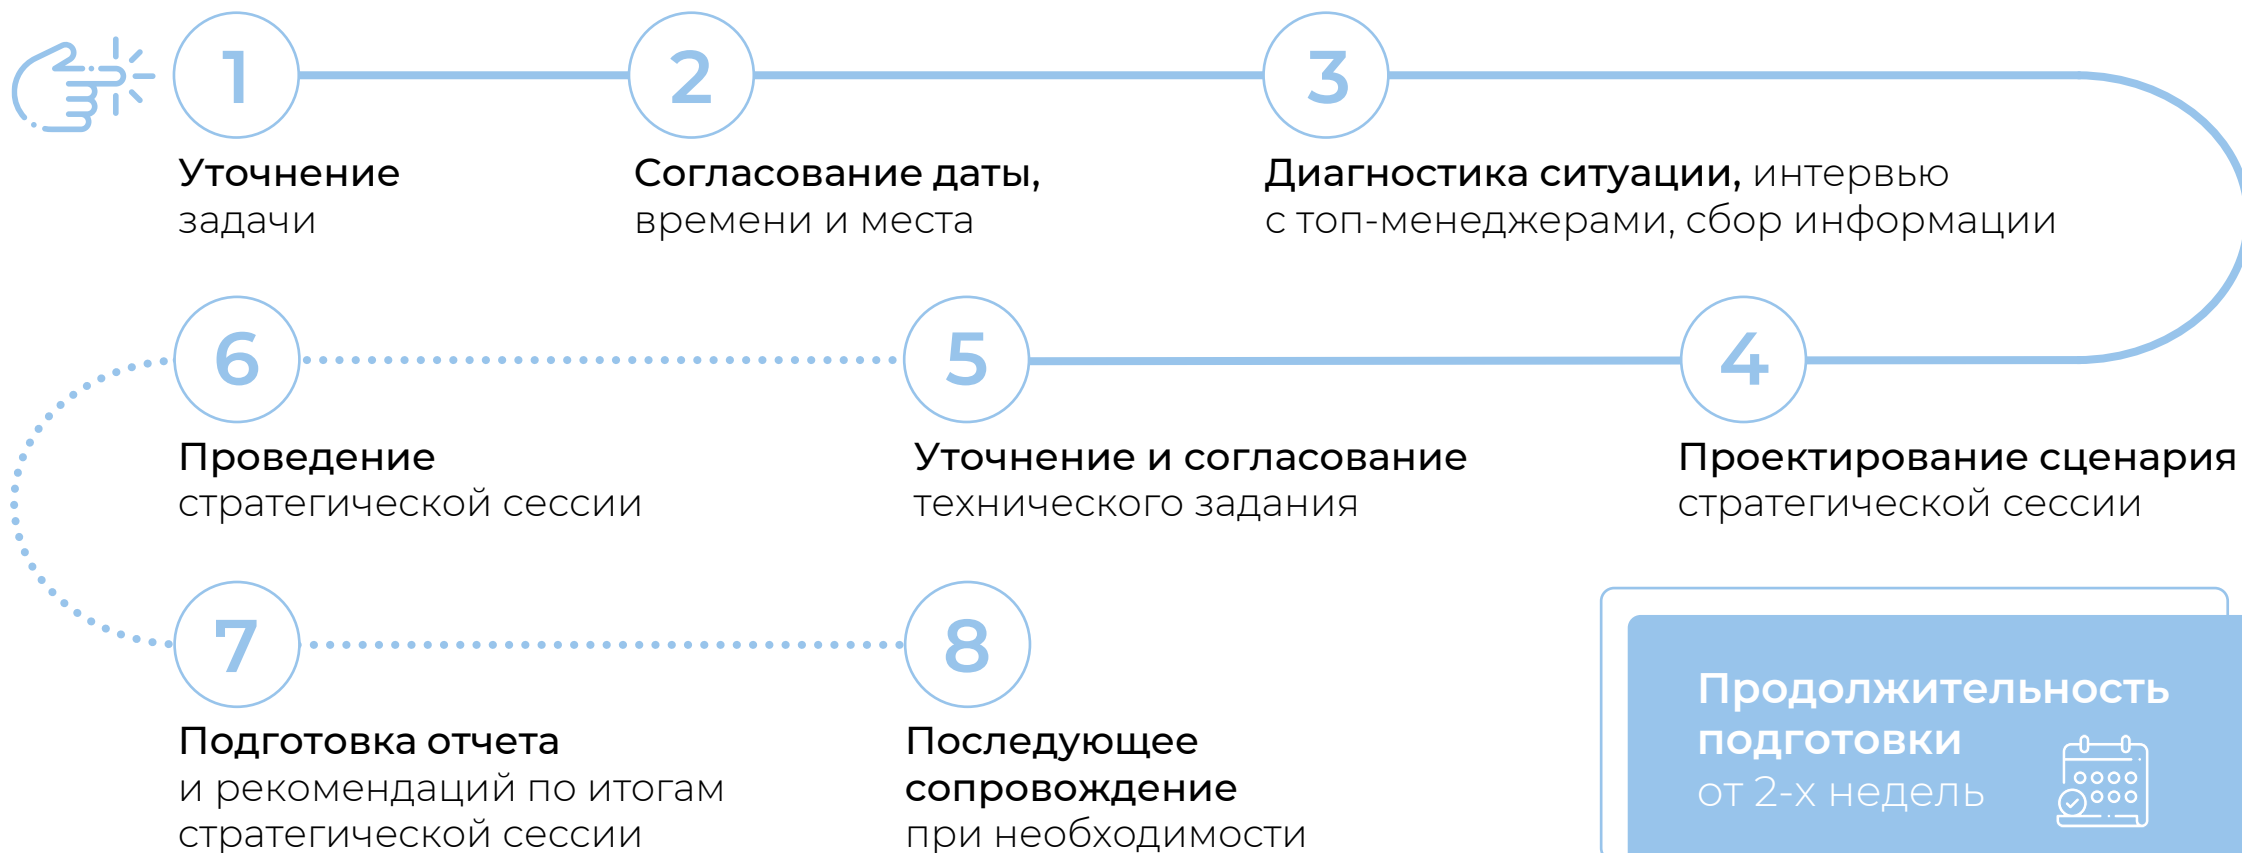 1
2
3
Уточнение
задачи
Согласование даты,
времени и места
Диагностика ситуации, интервью
с топ-менеджерами, сбор информации
6
5
4
Проведение
стратегической сессии
Уточнение и согласование
технического задания
Проектирование сценария
стратегической сессии
7
8
Подготовка отчета
и рекомендаций по итогам
стратегической сессии
Последующее
сопровождение
при необходимости
Продолжительность
подготовки
от 2-х недель